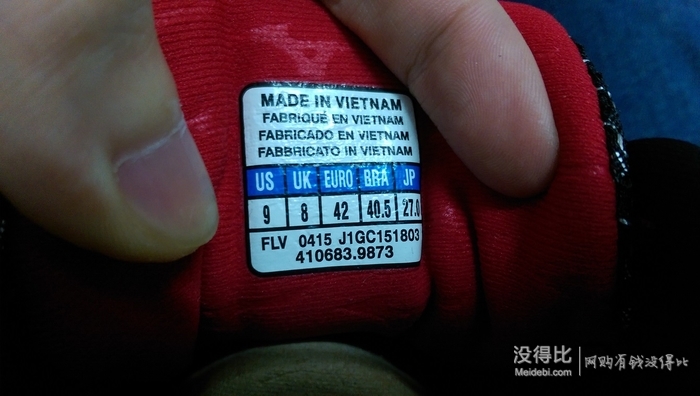 MADE IN VIETNAM
FABRIQUÉ EN VIETNAM
FABRICADO EN VIETNAM
FABBRICATO IN VIETNAM
US UK EURO BRA JP
9 8 42 40.5 27.0
FLV 0415 J1GC151803
410683.9873
没得比 网购有钱没得比
Meidebi.com